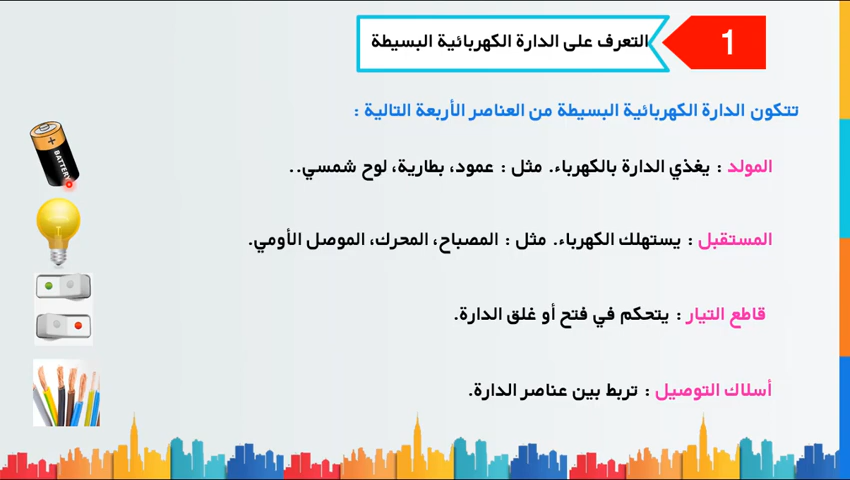 1
التعرف على الدارة الكهربائية البسيطة
تتكون الدارة الكهربائية البسيطة من العناصر الأربعة التالية :
المولد : يغذي الدارة بالكهرباء. مثل : عمود، بطارية، لوح شمسي..
BATTERY
المستقبل : يستهلك الكهرباء. مثل : المصباح، المحرك، الموصل الأومي.
قاطع التيار : يتحكم في فتح أو غلق الدارة.
أسلاك التوصيل : تربط بين عناصر الدارة.